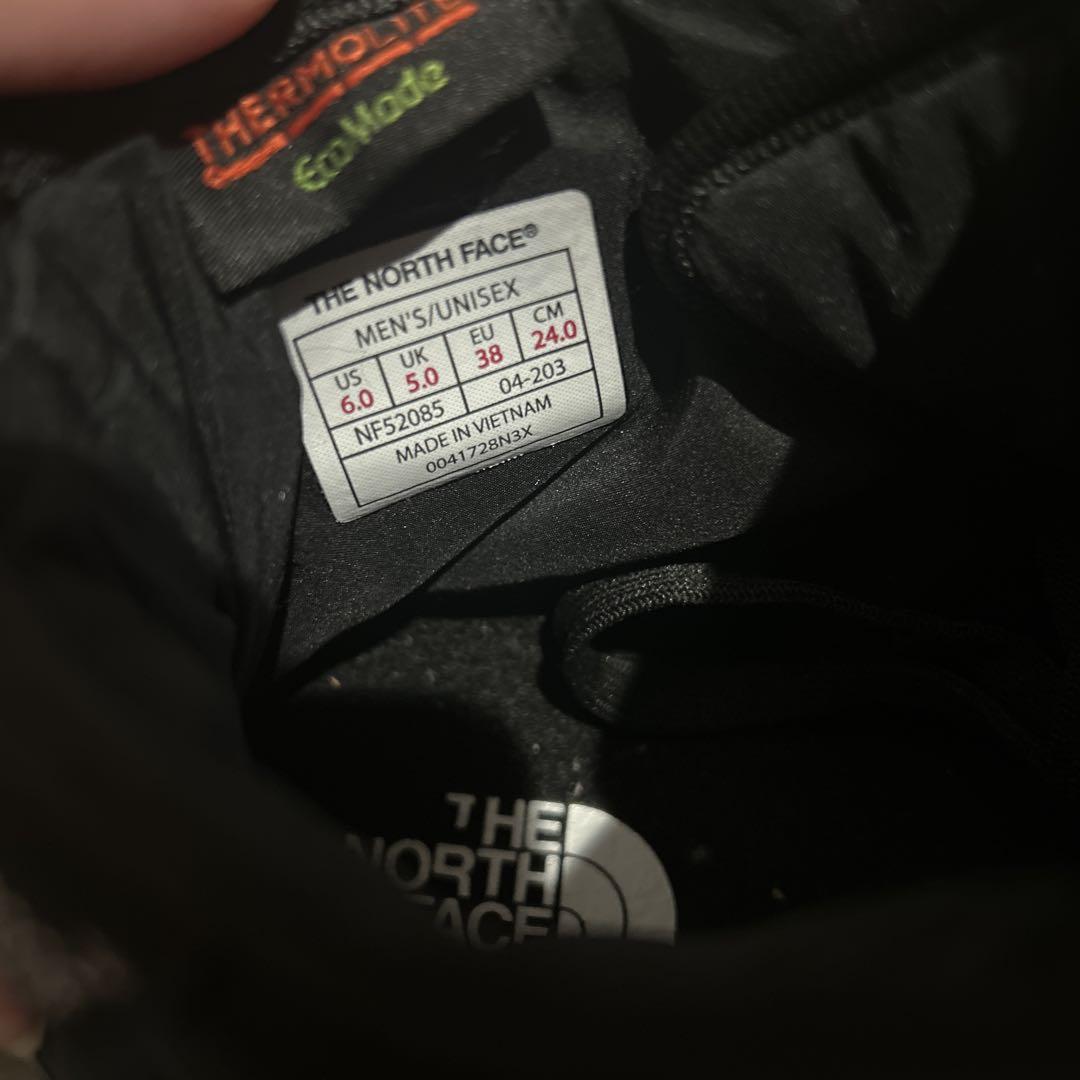 THERMOLITE
EcoMade
THE NORTH FACE®
MEN'S/UNISEX
US UK EU CM
6.0 5.0 38 24.0
NF52085 04-203
MADE IN VIETNAM
0041728N3X
THE
NORTH
FACE